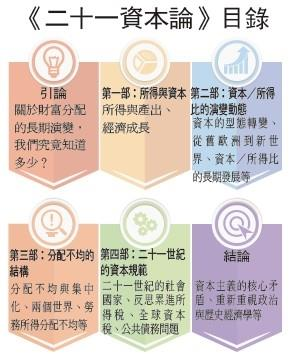 《二十一資本論》目錄
引論
關於財富分配
的長期演變，
我們究竟知道
多少？
第一部：所得與資本
所得與產出、
經濟成長
第二部：資本／所得
比的演變動態
資本的型態轉變、
從舊歐洲到新世
界、資本／所得比
的長期發展等
第三部：分配不均的
結構
分配不均與集中
化、兩個世界、勞
務所得分配不均等
第四部：二十一世紀
的資本規範
二十一世紀的社會
國家、反思累進所
得稅、全球資本
稅、公共債務問題
結論
資本主義的核心矛
盾、重新重視政治
與歷史經濟學等